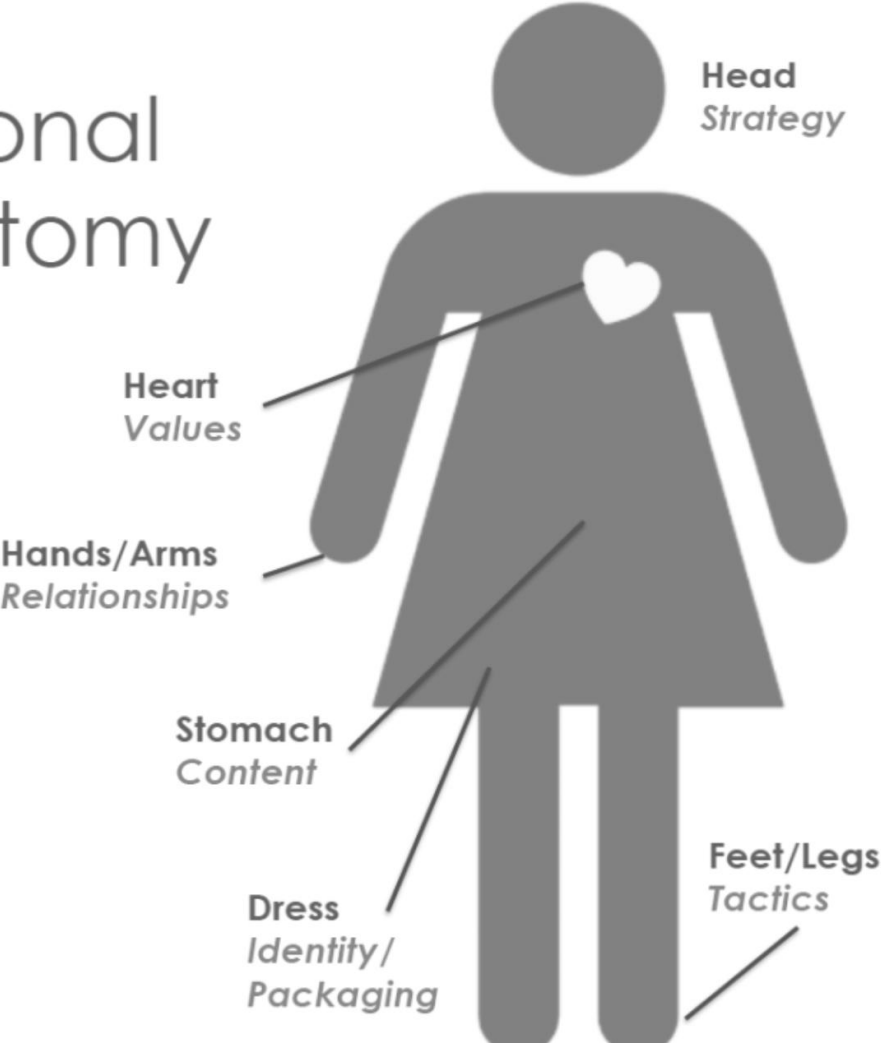 onal
tomy
Head
Strategy
Heart
Values
Hands/Arms
Relationships
Stomach
Content
Dress
Identity/
Packaging
Feet/Legs
Tactics